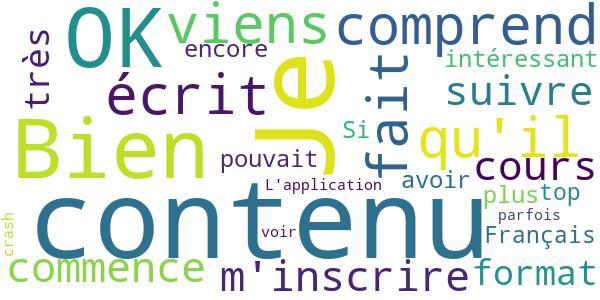 OK
viens
comprend
très
encore
intéressant
écrit
je
fait
suivre
Bien
Si
qu'il
pouvait
cours
L'application
avoir
plus
top
contenu
voir
parfois
crash
Français
commence
m'inscrire
format